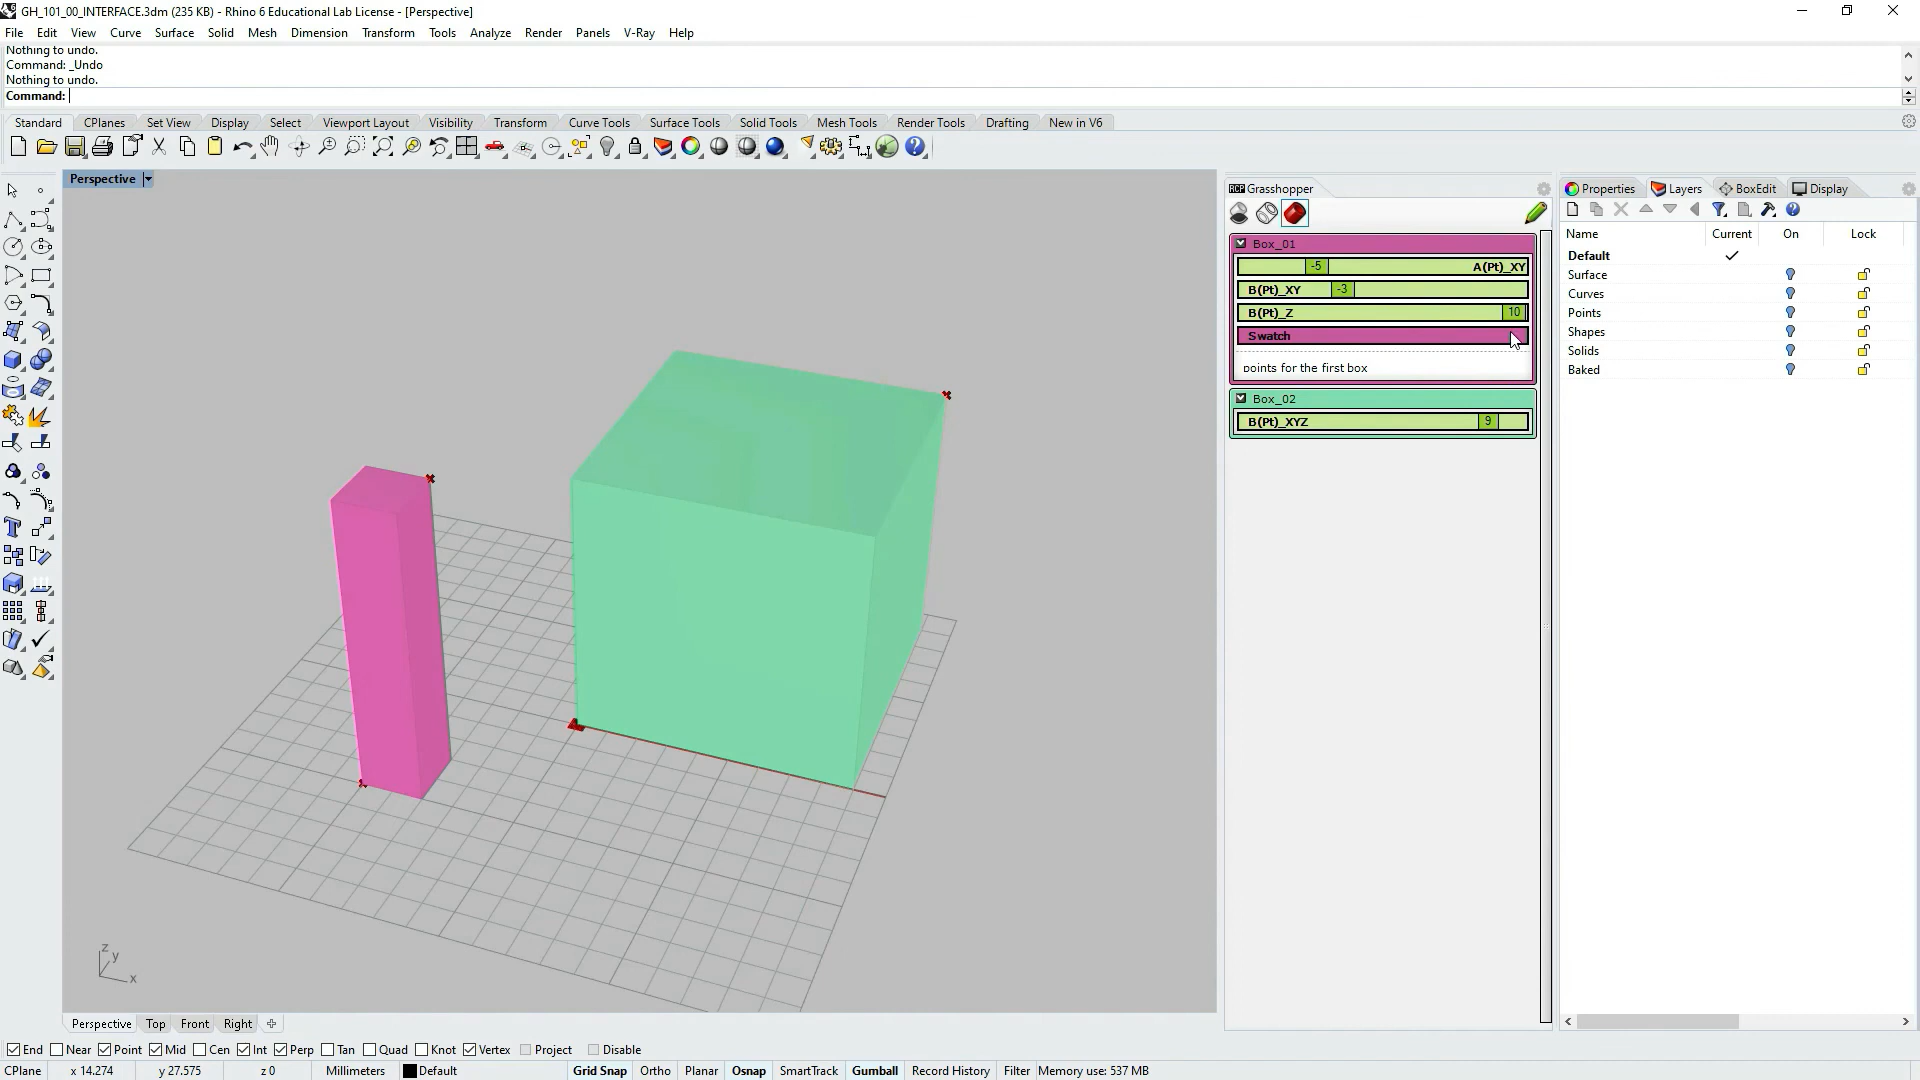 GH_101_00_INTERFACE.3dm (235 KB) - Rhino 6 Educational Lab License - [Perspective]
File Edit View Curve Surface Solid Mesh Dimension Transform Tools Analyze Render Panels V-Ray Help
Nothing to undo.
Command: _Undo
Nothing to undo.
Command:
Standard CPlanes Set View Display Select Viewport Layout Visibility Transform Curve Tools Surface Tools Solid Tools Mesh Tools Render Tools Drafting New in V6
Perspective
RCP Grasshopper
Box_01
-5 A(Pt)_XY
B(Pt)_XY -3
B(Pt)_Z 10
Swatch
points for the first box
Box_02
B(Pt)_XYZ 9
Properties Layers BoxEdit Display
Name Current On Lock
Default
Surface
Curves
Points
Shapes
Solids
Baked
z
y
x
Perspective Top Front Right
End Near Point Mid Cen Int Perp Tan Quad Knot Vertex Project Disable
CPlane x 14.274 y 27.575 z 0 Millimeters Default Grid Snap Ortho Planar Osnap SmartTrack Gumball Record History Filter Memory use: 537 MB